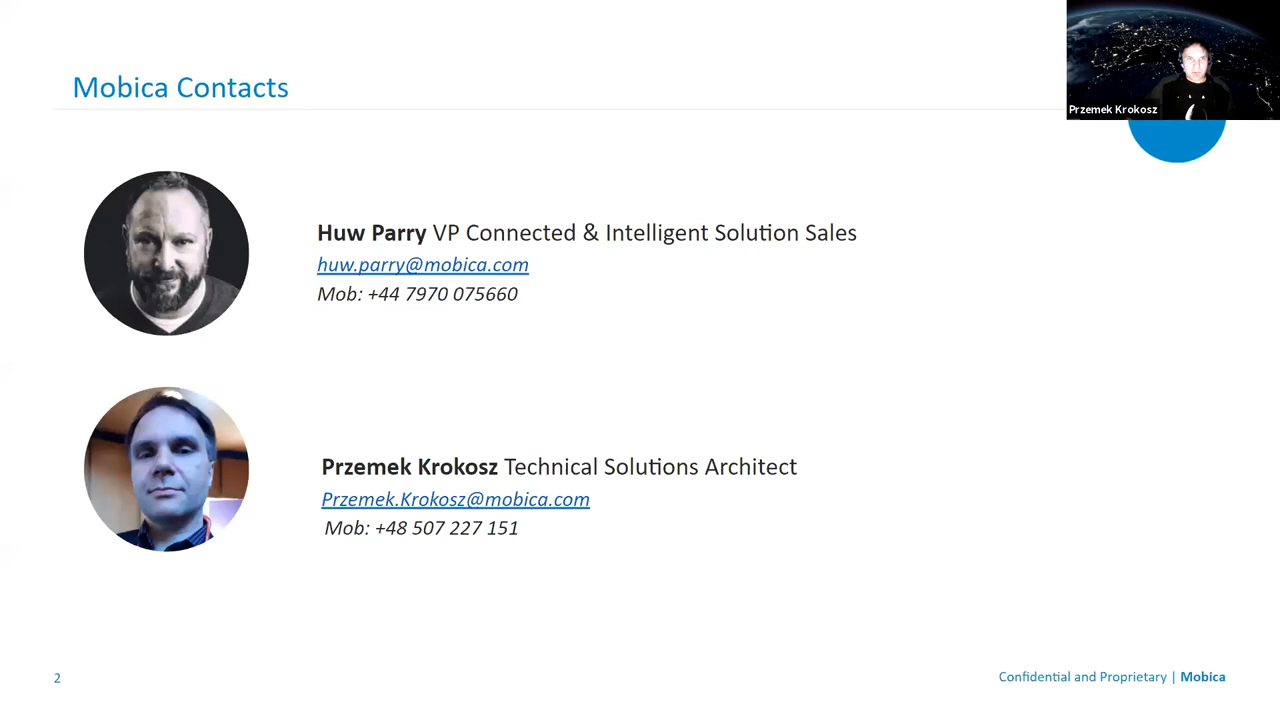 Mobica Contacts
Przemek Krokosz
Huw Parry VP Connected & Intelligent Solution Sales
huw.parry@mobica.com
Mob: +44 7970 075660
Przemek Krokosz Technical Solutions Architect
Przemek.Krokosz@mobica.com
Mob: +48 507 227 151
2
Confidential and Proprietary | Mobica